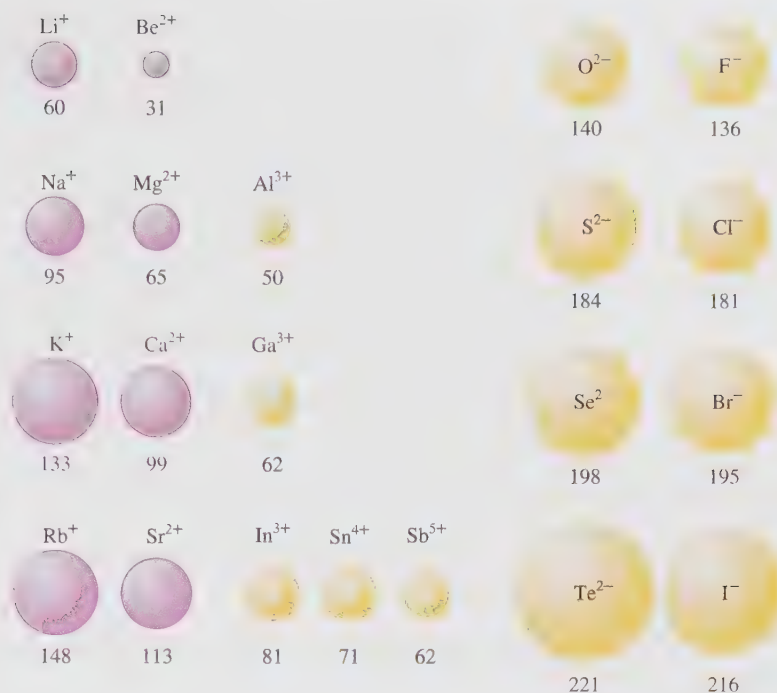 Li⁺ Be²⁺ O²⁻ F⁻
60 31 140 136
Na⁺ Mg²⁺ Al³⁺ S²⁻ Cl⁻
95 65 50 184 181
K⁺ Ca²⁺ Ga³⁺ Se² Br⁻
133 99 62 198 195
Rb⁺ Sr²⁺ In³⁺ Sn⁴⁺ Sb⁵⁺ Te²⁻ I⁻
148 113 81 71 62 221 216